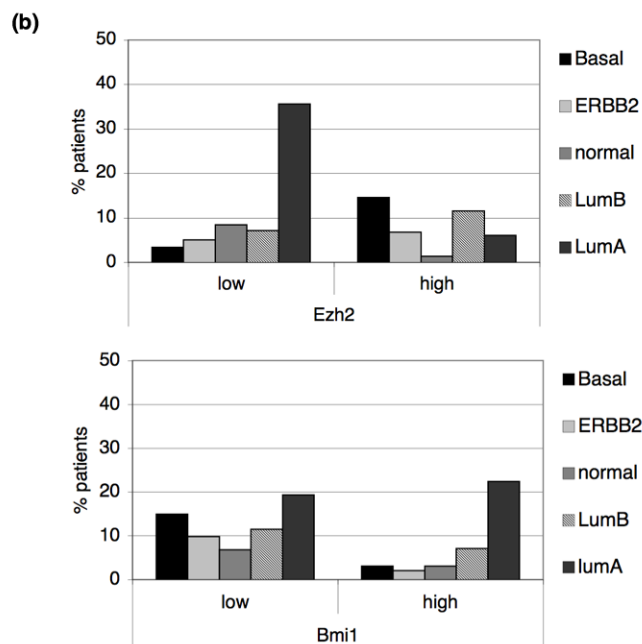 (b)
50
40
30
20
10
0
% patients
low
high
Ezh2
Basal
ERBB2
normal
LumB
LumA
50
40
30
20
10
0
% patients
low
high
Bmi1
Basal
ERBB2
normal
LumB
lumA